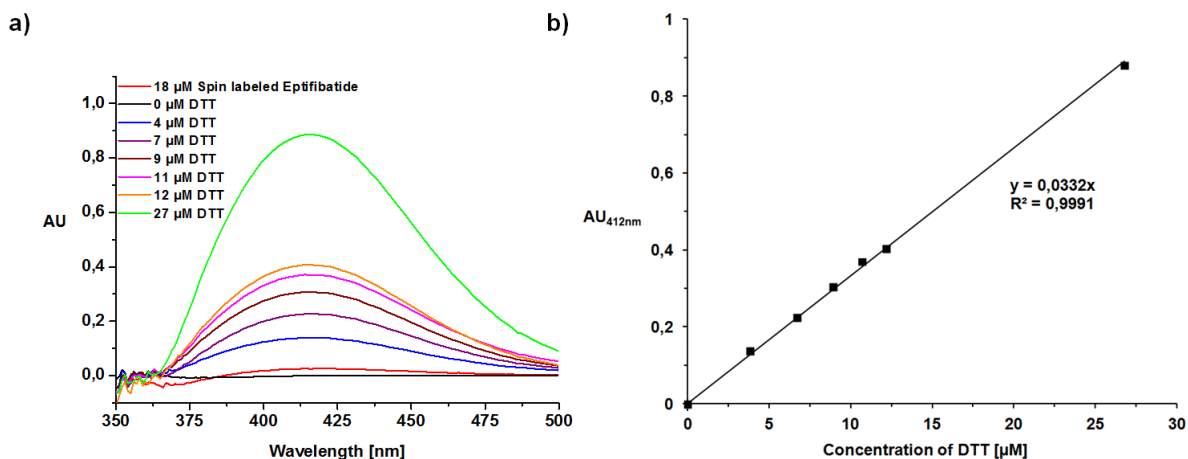 a)
18 µM Spin labeled Eptifibatide
0 µM DTT
4 µM DTT
7 µM DTT
9 µM DTT
11 µM DTT
12 µM DTT
27 µM DTT
1,0
0,8
0,6
0,4
0,2
0,0
AU
350
375
400
425
450
475
500
Wavelength [nm]
b)
1
0,8
0,6
0,4
0,2
0
AU412nm
y = 0,0332x
R² = 0,9991
0
5
10
15
20
25
30
Concentration of DTT [µM]